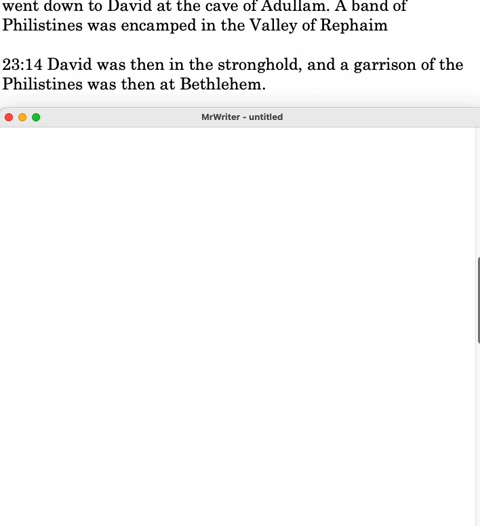 went down to David at the cave of Adullam. A band of
Philistines was encamped in the Valley of Rephaim
23:14 David was then in the stronghold, and a garrison of the
Philistines was then at Bethlehem.
MrWriter - untitled